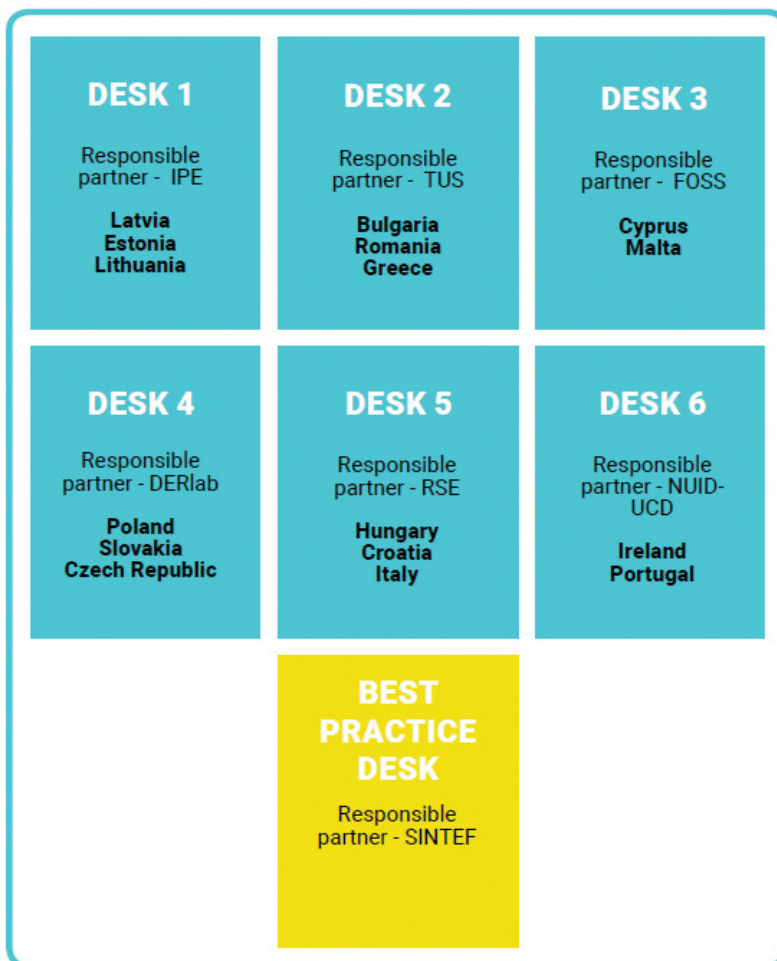 DESK 1
Responsible
partner - IPE
Latvia
Estonia
Lithuania
DESK 2
Responsible
partner - TUS
Bulgaria
Romania
Greece
DESK 3
Responsible
partner - FOSS
Cyprus
Malta
DESK 4
Responsible
partner - DERlab
Poland
Slovakia
Czech Republic
DESK 5
Responsible
partner - RSE
Hungary
Croatia
Italy
DESK 6
Responsible
partner - NUID-
UCD
Ireland
Portugal
BEST
PRACTICE
DESK
Responsible
partner - SINTEF